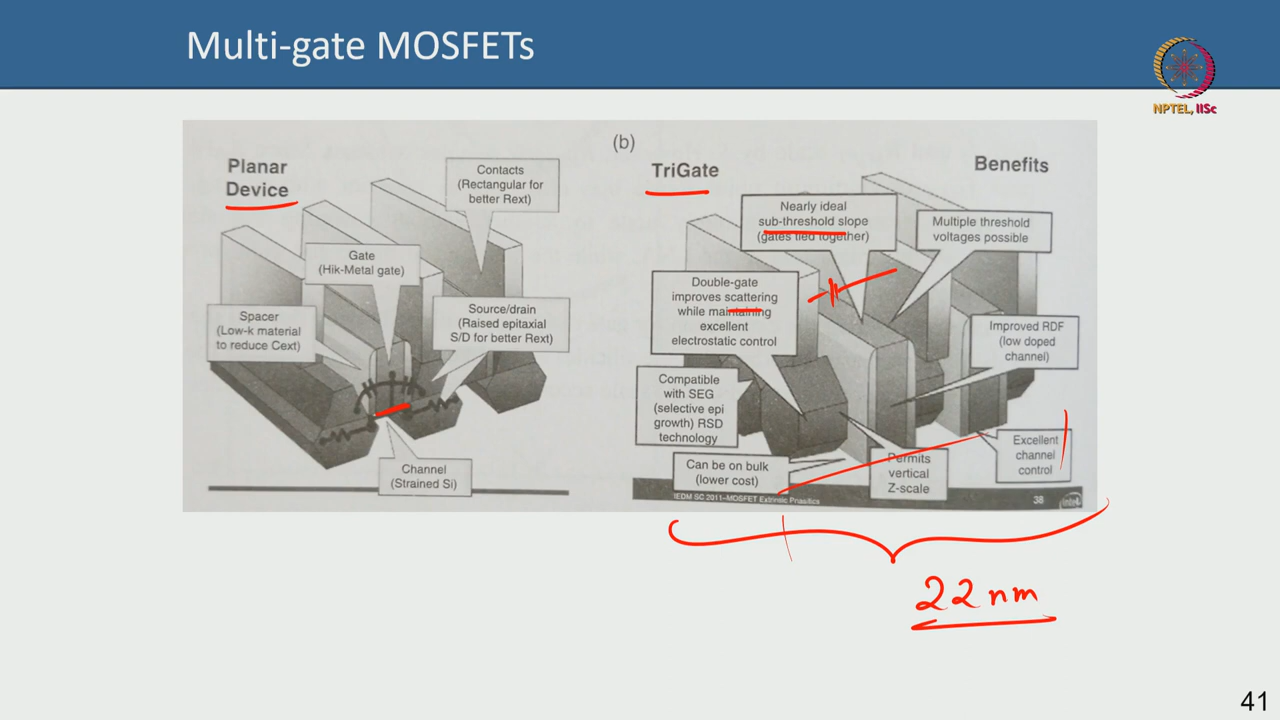 Multi-gate MOSFETs
NPTEL, IISc
(b)
Planar
Device
Contacts
(Rectangular for
better Rext)
Gate
(Hik-Metal gate)
Spacer
(Low-k material
to reduce Cext)
Source/drain
(Raised epitaxial
S/D for better Rext)
Channel
(Strained Si)
TriGate
Benefits
Nearly ideal
sub-threshold slope
(gates tied together)
Multiple threshold
voltages possible
Double-gate
improves scattering
while maintaining
excellent
electrostatic control
Improved RDF
(low doped
channel)
Compatible
with SEG
(selective epi
growth) RSD
technology
Can be on bulk
(lower cost)
Permits
vertical
Z-scale
Excellent
channel
control
IEDM SC 2011–MOSFET Extrinsic
38
intel
22 nm
41